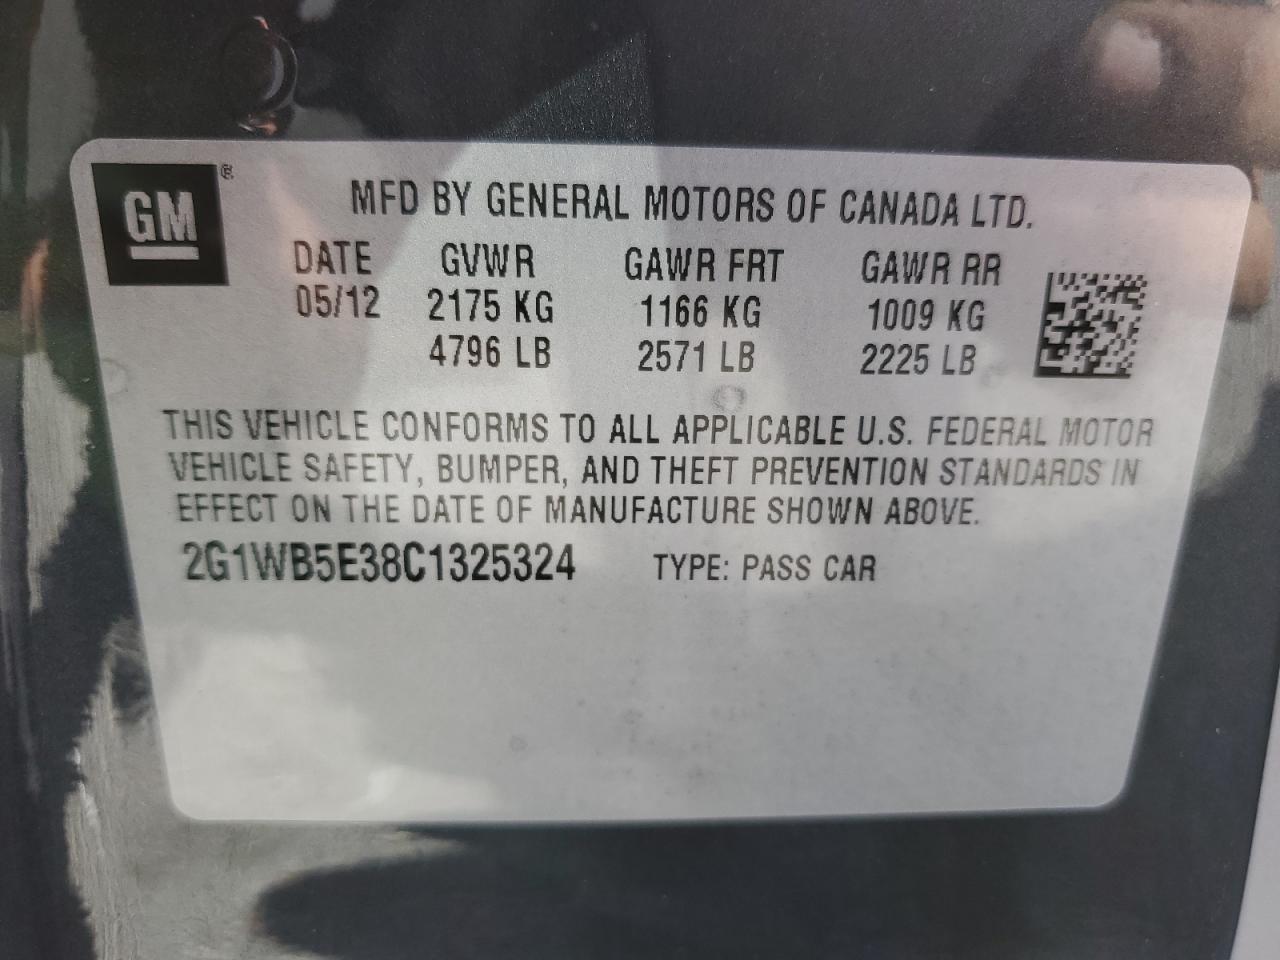 GM®
MFD BY GENERAL MOTORS OF CANADA LTD.
DATE GVWR GAWR FRT GAWR RR
05/12 2175 KG 1166 KG 1009 KG
4796 LB 2571 LB 2225 LB
THIS VEHICLE CONFORMS TO ALL APPLICABLE U.S. FEDERAL MOTOR
VEHICLE SAFETY, BUMPER, AND THEFT PREVENTION STANDARDS IN
EFFECT ON THE DATE OF MANUFACTURE SHOWN ABOVE.
2G1WB5E38C1325324 TYPE: PASS CAR